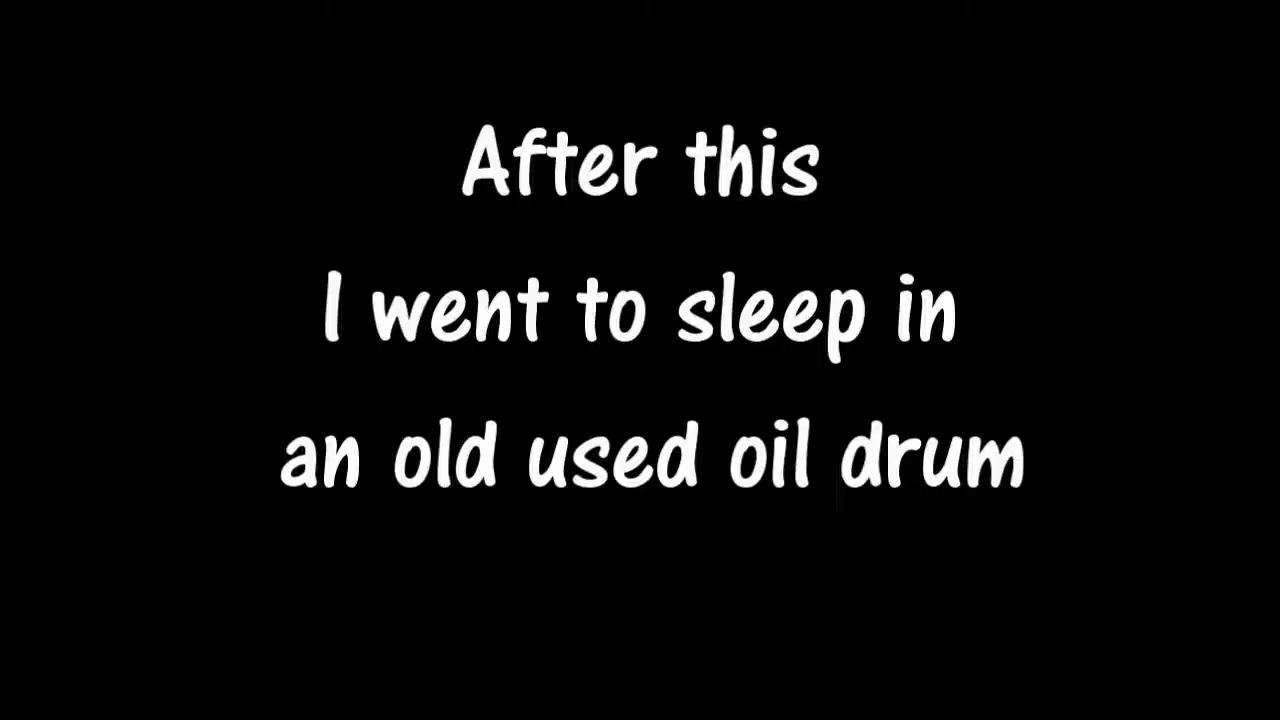 After this
I went to sleep in
an old used oil drum